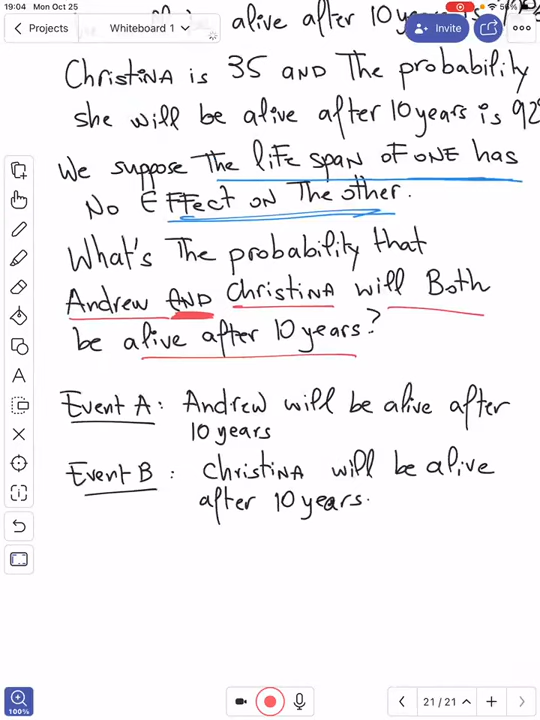 19:04 Mon Oct 25
56%
Projects
Whiteboard 1
Invite
alive after 10 years
Christina is 35 AND The probability
she will be alive after 10 years is 92%
We suppose The life span of ONE has
No Effect on The other.
What's The probability that
Andrew AND Christina will Both
be alive after 10 years?
Event A: Andrew will be alive after
10 years
Event B: Christina will be alive
after 10 years.
A
100%
21/21